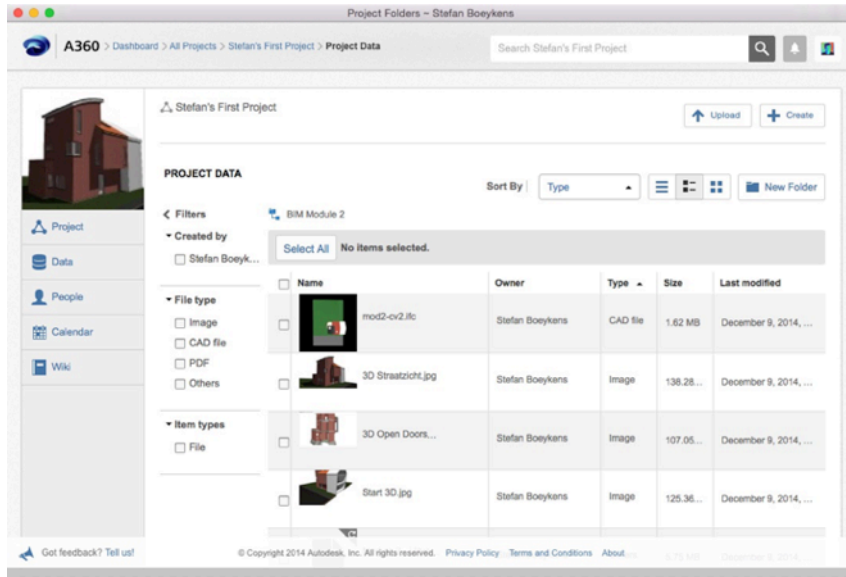 Project Folders ~ Stefan Boeykens
A360 > Dashboard > All Projects > Stefan's First Project > Project Data
Search Stefan's First Project
Stefan's First Project
Upload
Create
PROJECT DATA
Sort By
Type
New Folder
Project
Data
People
Calendar
Wiki
Filters
Created by
Stefan Boeyk...
File type
Image
CAD file
PDF
Others
Item types
File
BIM Module 2
Select All No items selected.
Name Owner Type Size Last modified
mod2-cv2.ifc Stefan Boeykens CAD file 1.62 MB December 9, 2014, ...
3D Straatzicht.jpg Stefan Boeykens Image 138.28... December 9, 2014, ...
3D Open Doors... Stefan Boeykens Image 107.05... December 9, 2014, ...
Start 3D.jpg Stefan Boeykens Image 125.36... December 9, 2014, ...
Got feedback? Tell us!
© Copyright 2014 Autodesk, Inc. All rights reserved. Privacy Policy Terms and Conditions About